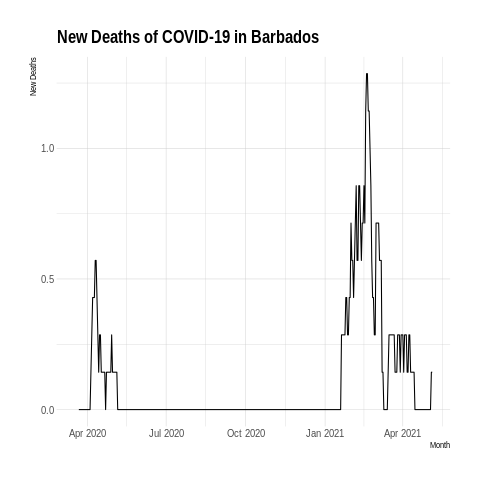 New Deaths of COVID-19 in Barbados
New Deaths
1.0
0.5
0.0
Apr 2020 Jul 2020 Oct 2020 Jan 2021 Apr 2021
Month